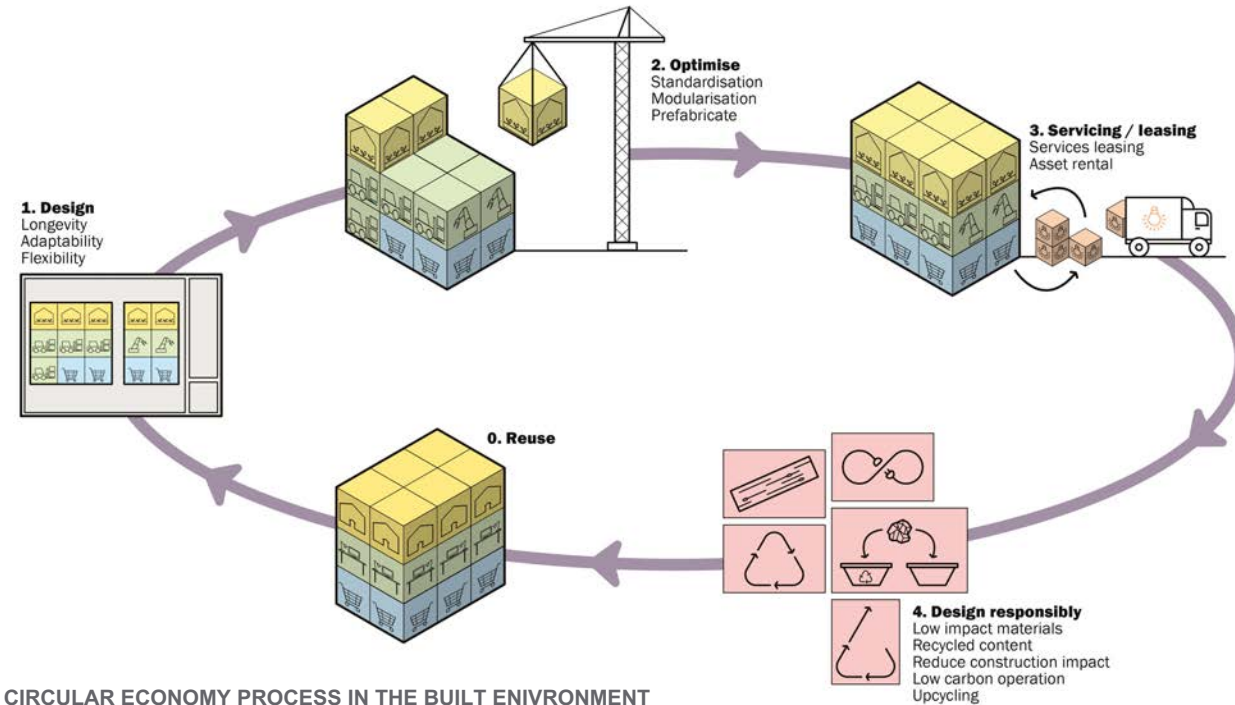 1. Design
Longevity
Adaptability
Flexibility
2. Optimise
Standardisation
Modularisation
Prefabricate
3. Servicing / leasing
Services leasing
Asset rental
4. Design responsibly
Low impact materials
Recycled content
Reduce construction impact
Low carbon operation
Upcycling
0. Reuse
CIRCULAR ECONOMY PROCESS IN THE BUILT ENIVRONMENT